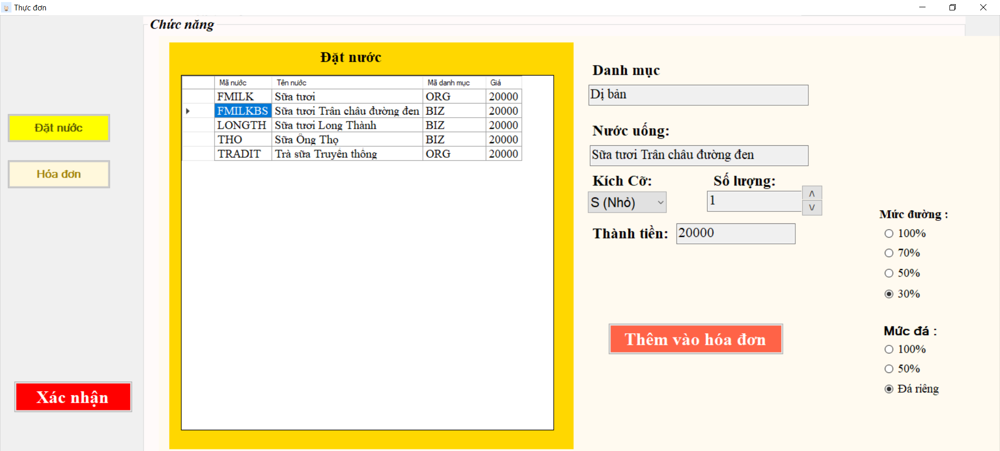 Thực đơn
Chức năng
Đặt nước
Hóa đơn
Xác nhận
Đặt nước
Mã nước Tên nước Mã danh mục Giá
FMILK Sữa tươi ORG 20000
FMILKBS Sữa tươi Trân châu đường đen BIZ 20000
LONGTH Sữa tươi Long Thành BIZ 20000
THO Sữa Ông Thọ BIZ 20000
TRADIT Trà sữa Truyền thống ORG 20000
Danh mục
Dị bản
Nước uống:
Sữa tươi Trân châu đường đen
Kích Cỡ: Số lượng:
S (Nhỏ) 1
Thành tiền: 20000
Thêm vào hóa đơn
Mức đường :
100%
70%
50%
30%
Mức đá :
100%
50%
Đá riêng